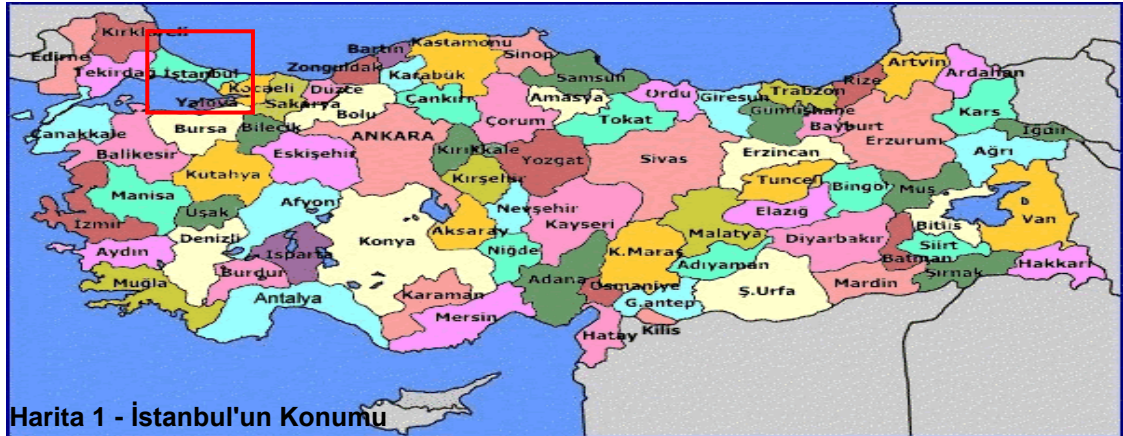 Kırklareli
Edirne
Tekirdağ
İstanbul
Kocaeli
Yalova
Sakarya
Düzce
Zonguldak
Bartın
Karabük
Kastamonu
Sinop
Samsun
Ordu
Giresun
Trabzon
Rize
Artvin
Ardahan
Kars
Iğdır
Ağrı
Erzurum
Bayburt
Gümüşhane
Çanakkale
Bursa
Bilecik
Bolu
Çankırı
Çorum
Amasya
Tokat
Balikesir
Kutahya
Eskişehir
ANKARA
Kırıkkale
Yozgat
Sivas
Erzincan
Tunceli
Bingöl
Muş
Bitlis
Van
Manisa
Uşak
Afyon
Kırşehir
Nevşehir
Kayseri
Malatya
Elazığ
Diyarbakır
Batman
Siirt
Şırnak
Hakkari
İzmir
Aydın
Denizli
Isparta
Burdur
Konya
Aksaray
Niğde
Adana
K.Maraş
Adıyaman
Muğla
Antalya
Karaman
Mersin
Osmaniye
G.antep
Ş.Urfa
Mardin
Hatay
Kilis
Harita 1 - İstanbul'un Konumu